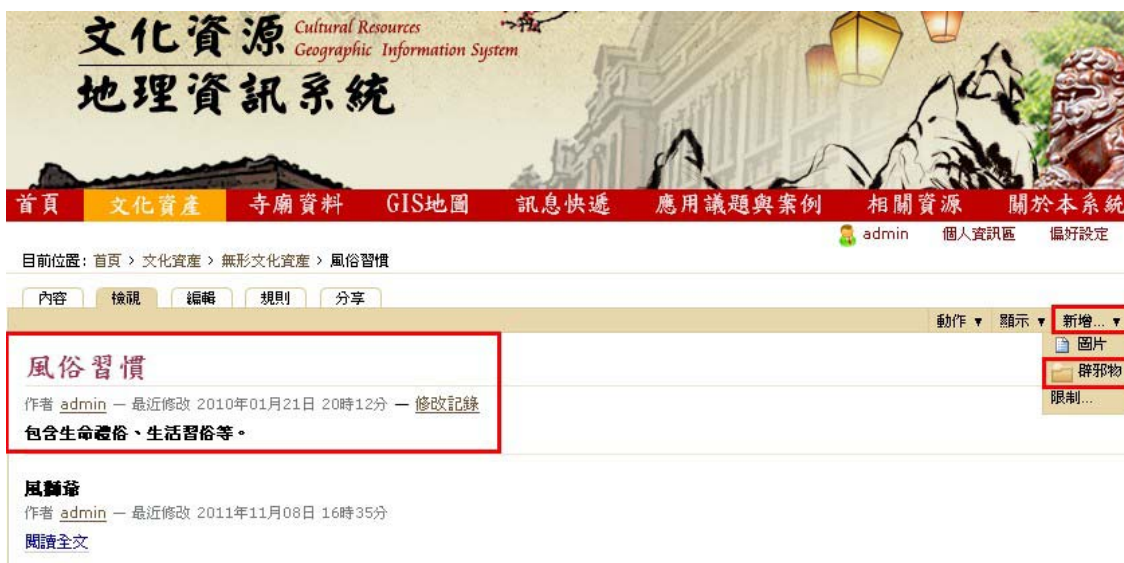 文化資源 Cultural Resources
Geographic Information System
地理資訊系統
首頁 文化資產 寺廟資料 GIS地圖 訊息快遞 應用議題與案例 相關資源 關於本系統
admin 個人資訊區 偏好設定
目前位置: 首頁 › 文化資產 › 無形文化資產 › 風俗習慣
內容 檢視 編輯 規則 分享
動作 ▼ 顯示 ▼ 新增... ▼
圖片
辟邪物
限制...
風俗習慣
作者 admin — 最近修改 2010年01月21日 20時12分 — 修改記錄
包含生命禮俗、生活習俗等。
風獅爺
作者 admin — 最近修改 2011年11月08日 16時35分
閱讀全文